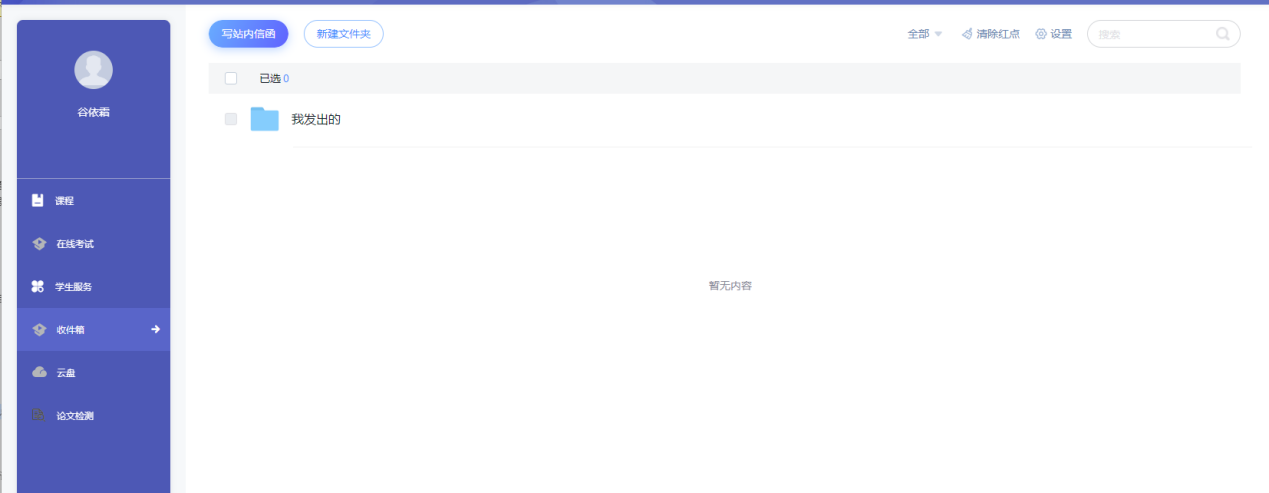 谷依霜
课程
在线考试
学生服务
收件箱
云盘
论文检测
写站内信函
新建文件夹
全部
清除红点
设置
搜索
已选 0
我发出的
暂无内容